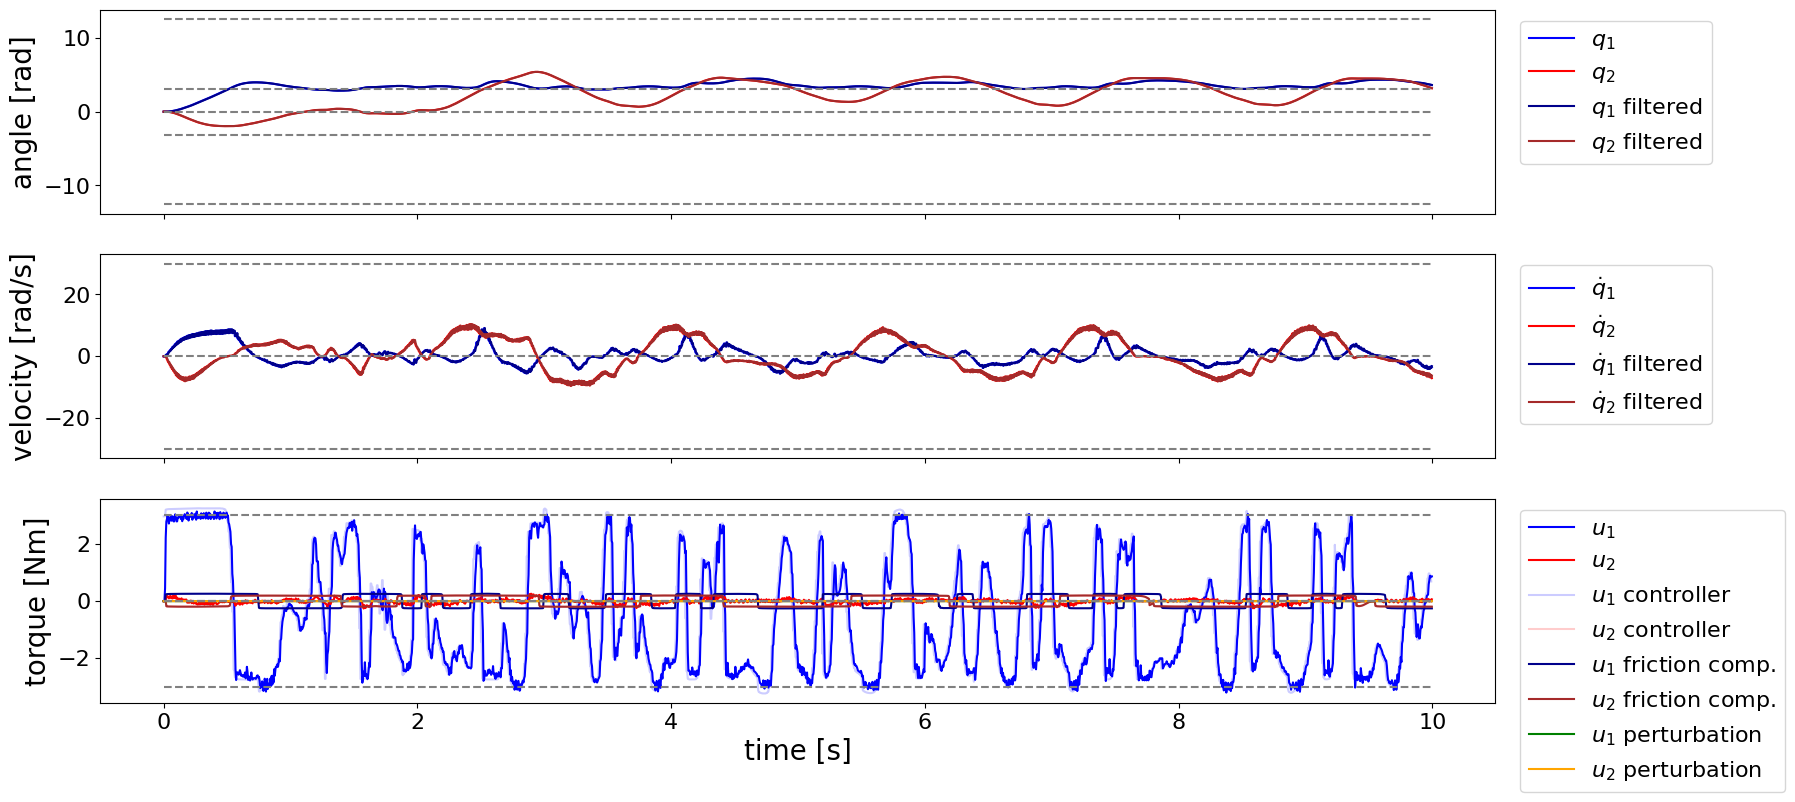 angle [rad]
10
0
−10
q₁
q₂
q₁ filtered
q₂ filtered
velocity [rad/s]
20
0
−20
q̇₁
q̇₂
q̇₁ filtered
q̇₂ filtered
torque [Nm]
2
0
−2
0 2 4 6 8 10
time [s]
u₁
u₂
u₁ controller
u₂ controller
u₁ friction comp.
u₂ friction comp.
u₁ perturbation
u₂ perturbation